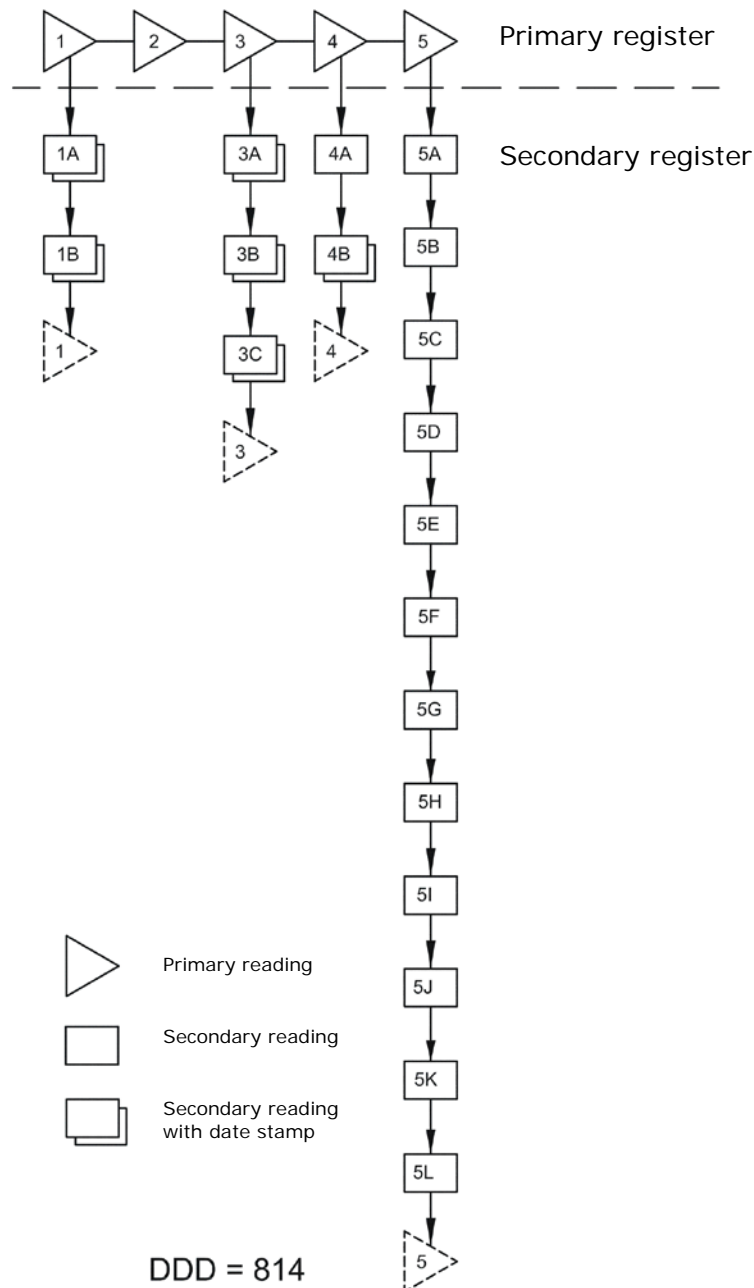 1 2 3 4 5 Primary register
1A 3A 4A 5A Secondary register
1B 3B 4B 5B
1 3C 4 5C
3 5D
5E
5F
5G
5H
5I
Primary reading 5J
Secondary reading
5K
Secondary reading
with date stamp
5L
DDD = 814 5